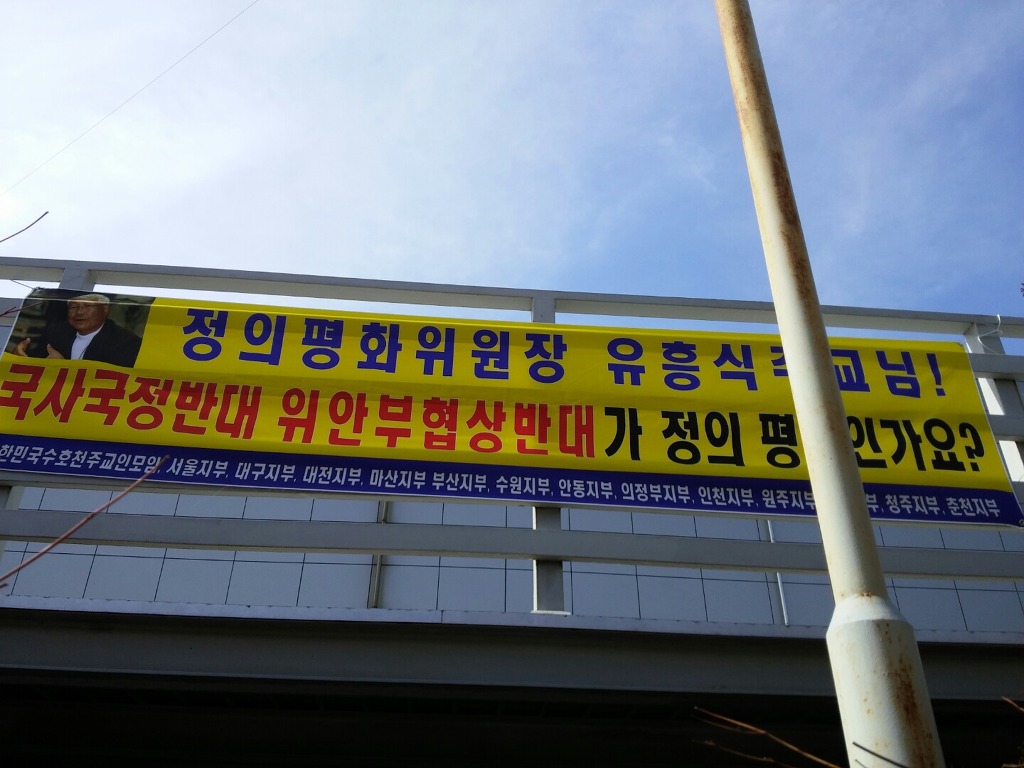 정의평화위원장 유흥식 교님!
국사국정반대 위안부협상반대가 정의 평 인가요?
한민국수호천주교인모임, 서울지부, 대구지부, 대전지부, 마산지부 부산지부, 수원지부, 안동지부, 의정부지부, 인천지부, 원주지부, 청주지부, 춘천지부